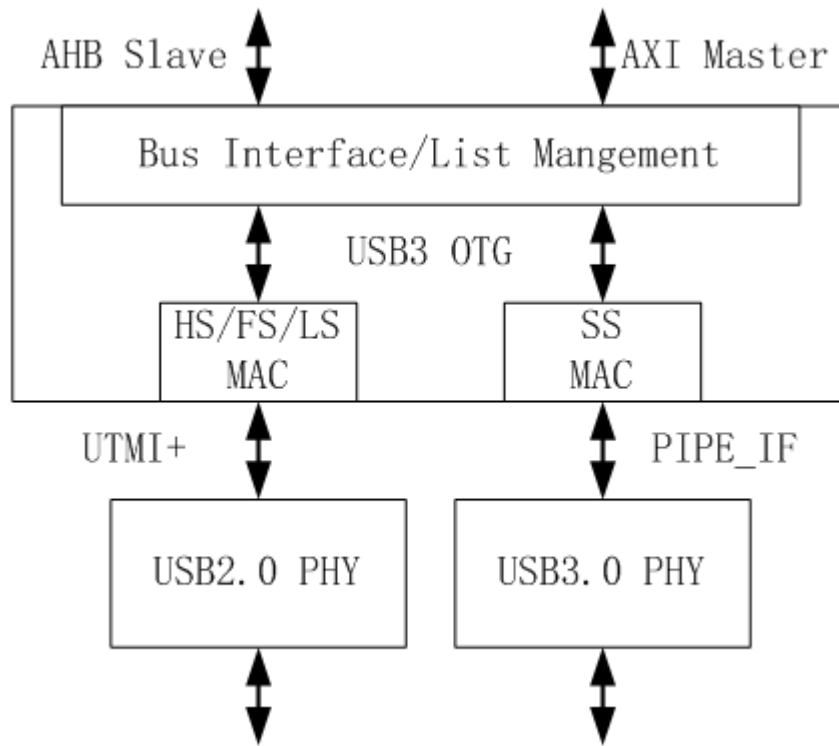 AHB Slave
AXI Master
Bus Interface/List Mangement
USB3 OTG
HS/FS/LS
MAC
SS
MAC
UTMI+
PIPE_IF
USB2.0 PHY
USB3.0 PHY